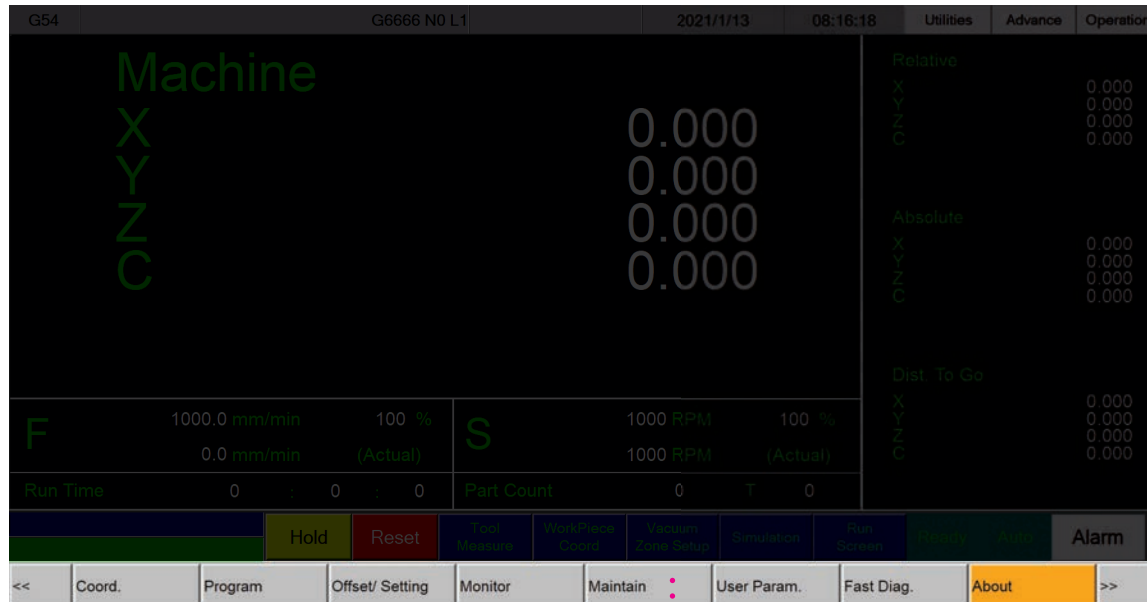 G54 G6666 N0 L1 2021/1/13 08:16:18 Utilities Advance Operation
Machine
X 0.000
Y 0.000
Z 0.000
C 0.000
Relative
X 0.000
Y 0.000
Z 0.000
C 0.000
Absolute
X 0.000
Y 0.000
Z 0.000
C 0.000
Dist. To Go
X 0.000
Y 0.000
Z 0.000
C 0.000
F 1000.0 mm/min 100 %
0.0 mm/min (Actual)
S 1000 RPM 100 %
1000 RPM (Actual)
Run Time 0 : 0 : 0 Part Count 0 T 0
Hold Reset Tool Measure WorkPiece Coord Vacuum Zone Setup Simulation Run Screen Ready Auto Alarm
<< Coord. Program Offset/ Setting Monitor Maintain User Param. Fast Diag. About >>